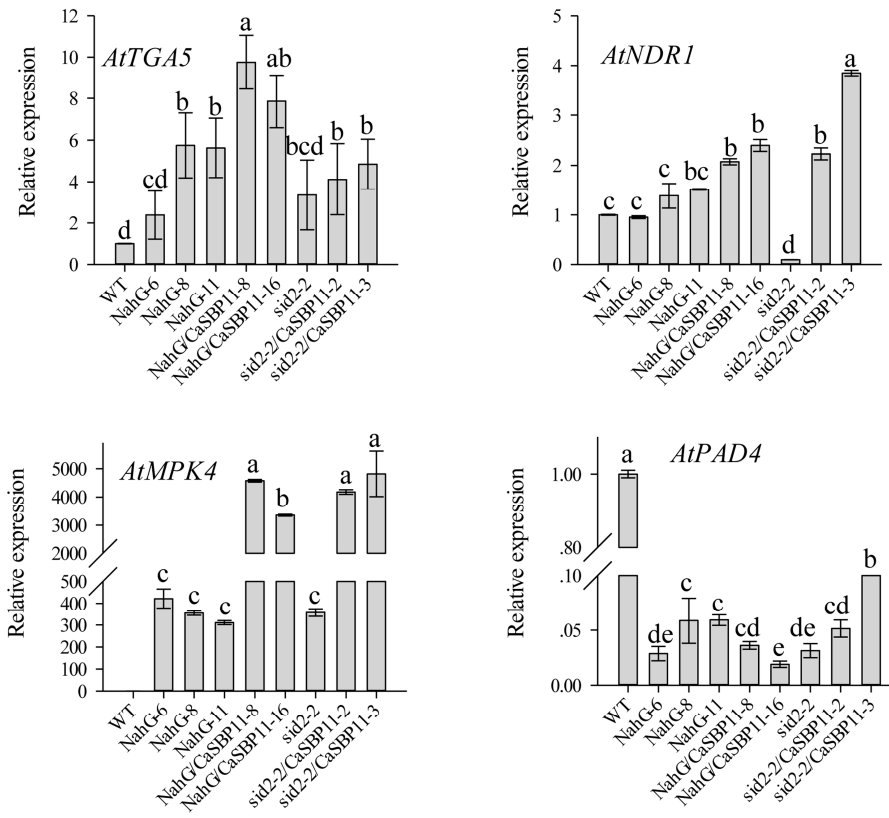 AtTGA5
Relative expression
12
10
8
6
4
2
0
d
cd
b
b
a
ab
bcd
b
b
WT
NahG-6
NahG-8
NahG-11
NahG/CaSBP11-8
NahG/CaSBP11-16
sid2-2
sid2-2/CaSBP11-2
sid2-2/CaSBP11-3
AtNDR1
Relative expression
5
4
3
2
1
0
c
c
c
bc
b
b
d
b
a
WT
NahG-6
NahG-8
NahG-11
NahG/CaSBP11-8
NahG/CaSBP11-16
sid2-2
sid2-2/CaSBP11-2
sid2-2/CaSBP11-3
AtMPK4
Relative expression
5000
4000
3000
2000
500
400
300
200
100
0
c
c
c
a
b
c
a
a
WT
NahG-6
NahG-8
NahG-11
NahG/CaSBP11-8
NahG/CaSBP11-16
sid2-2
sid2-2/CaSBP11-2
sid2-2/CaSBP11-3
AtPAD4
Relative expression
1.00
.80
.10
.05
0.00
a
de
c
c
cd
e
de
cd
b
WT
NahG-6
NahG-8
NahG-11
NahG/CaSBP11-8
NahG/CaSBP11-16
sid2-2
sid2-2/CaSBP11-2
sid2-2/CaSBP11-3